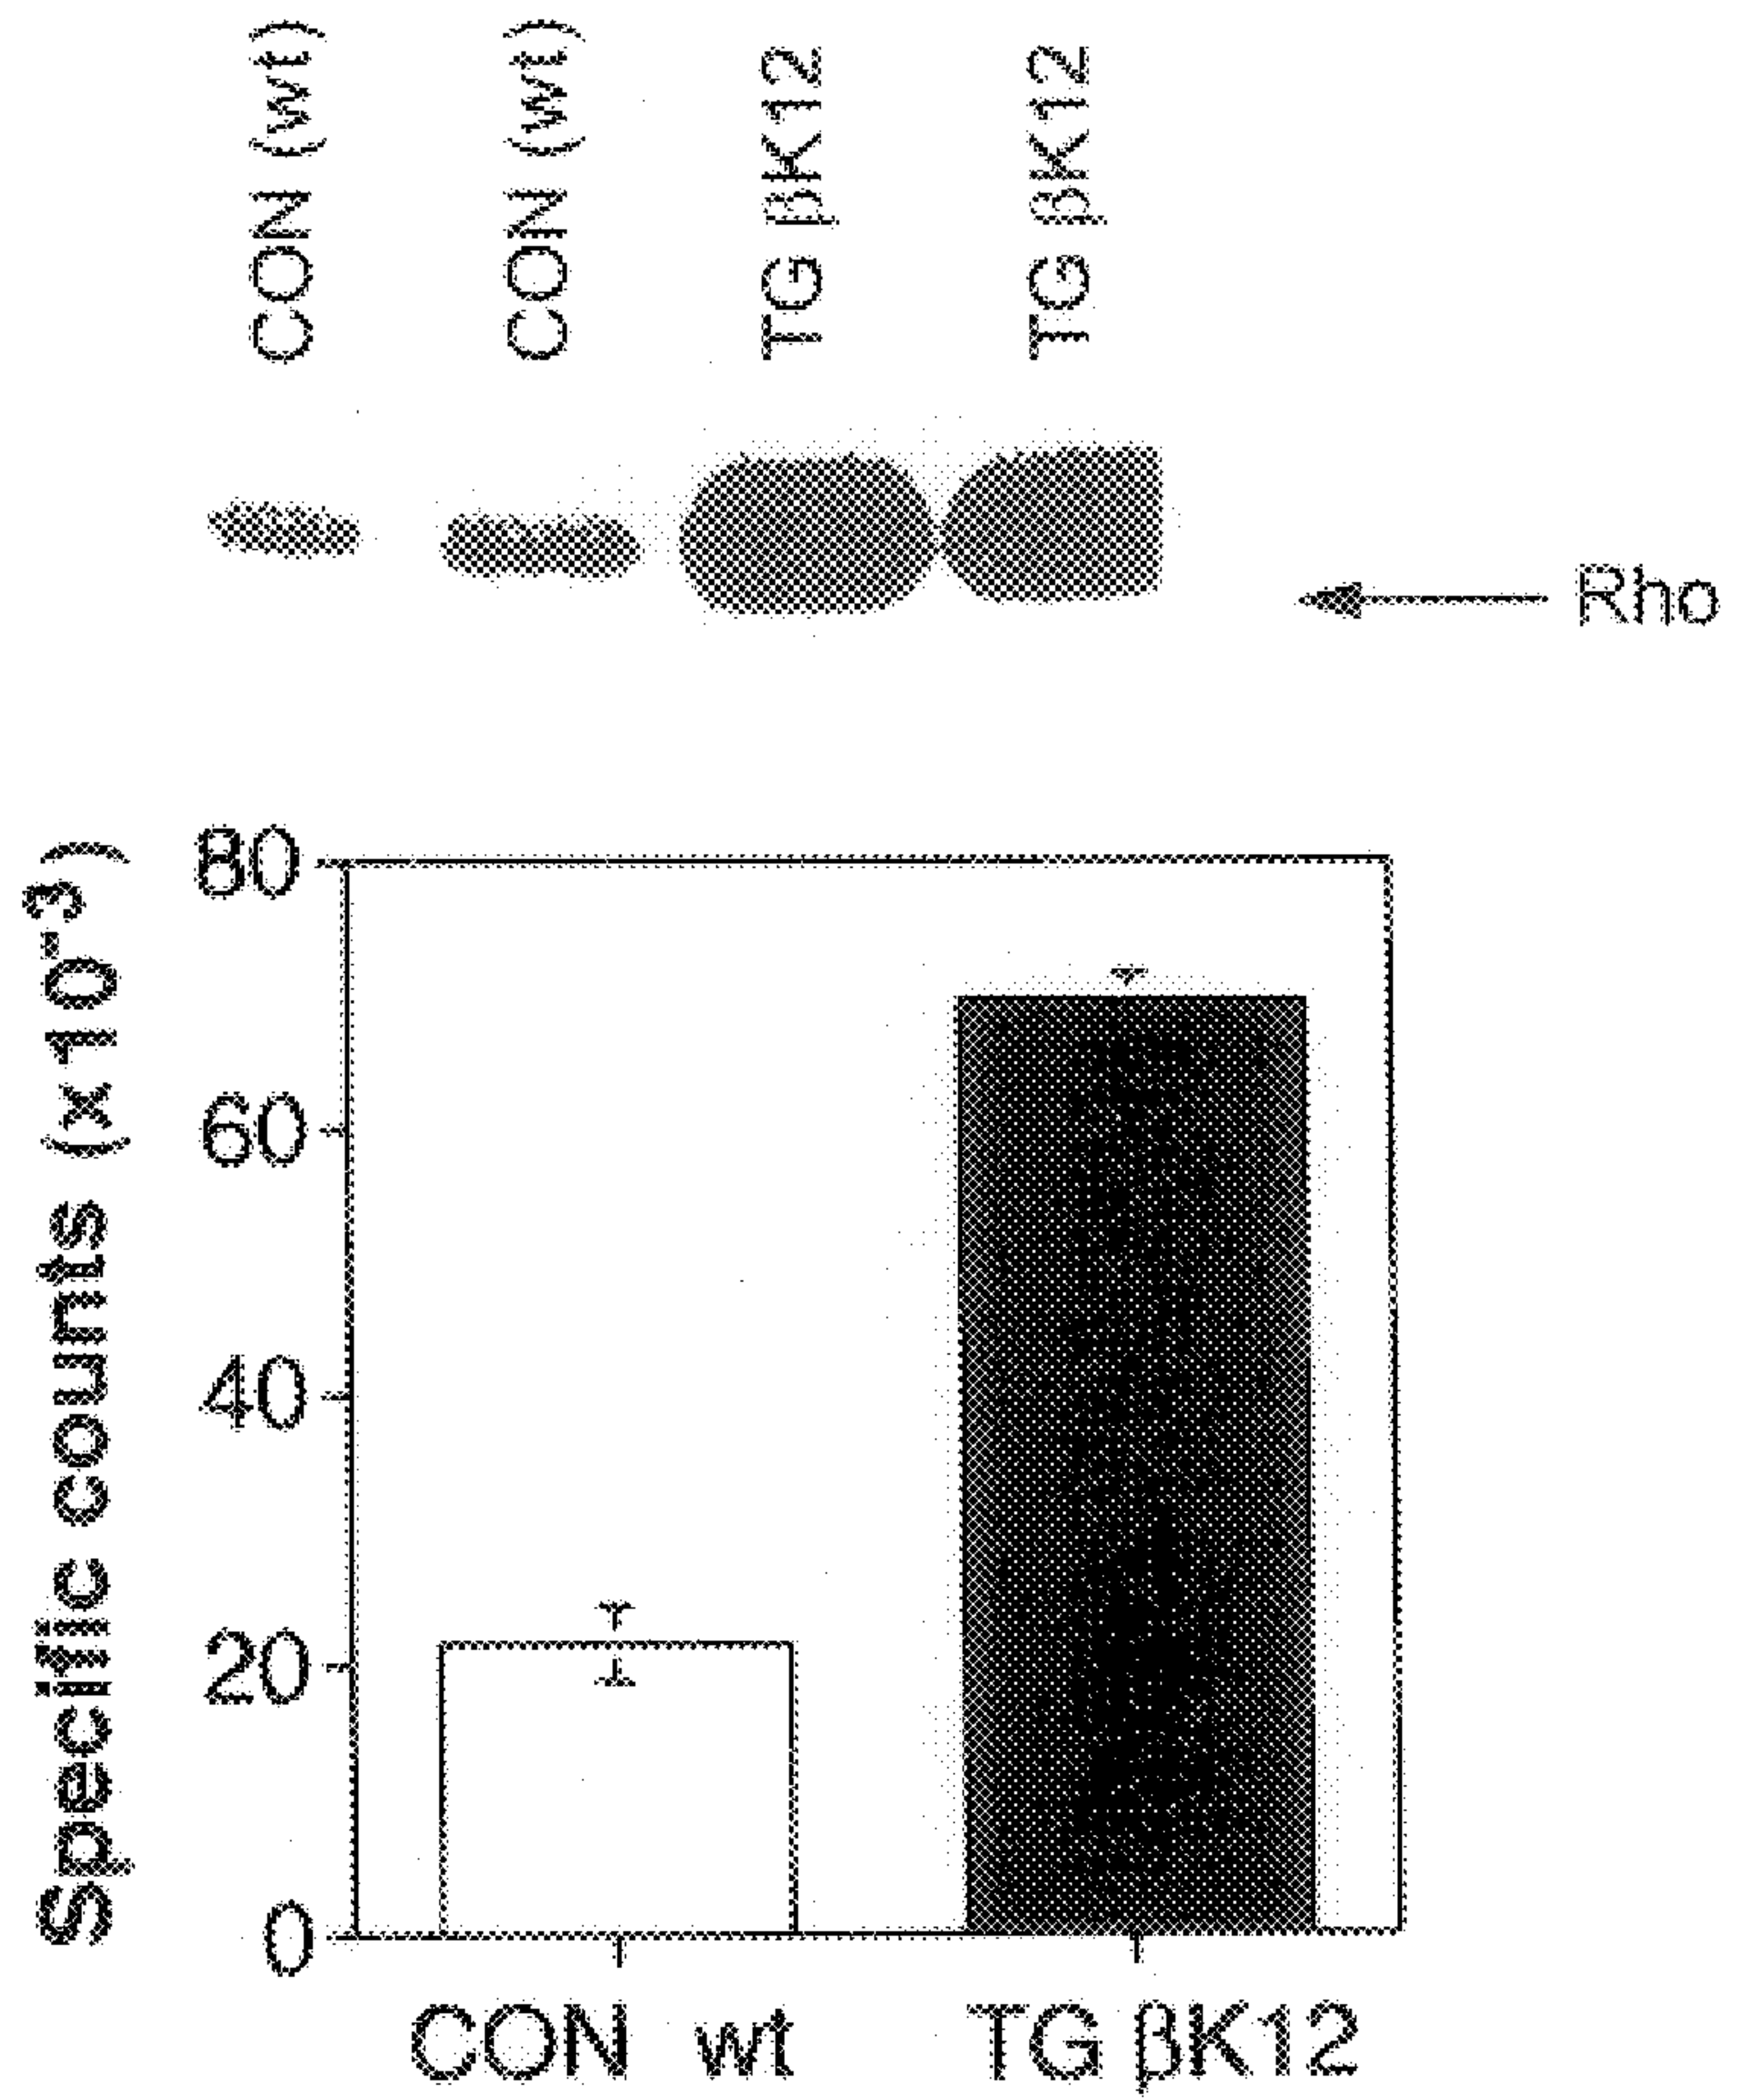 CON (wt)
CON (wt)
TG βK12
TG βK12
Rho
Specific counts (x 10⁻³)
80
60
40
20
0
CON wt
TG βK12